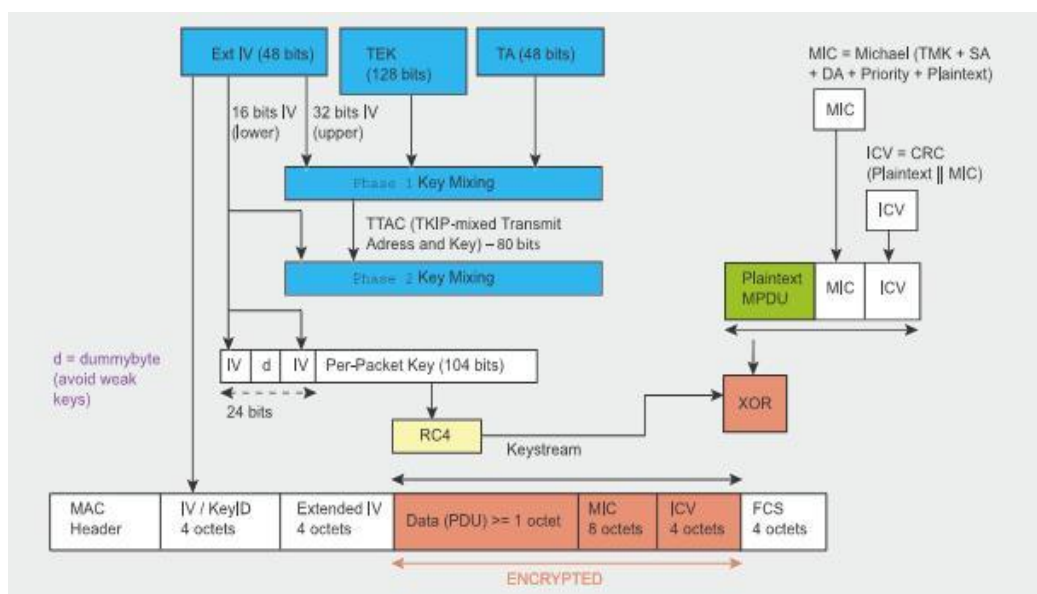 Ext IV (48 bits)
TEK
(128 bits)
TA (48 bits)
MIC = Michael (TMK + SA
+ DA + Priority + Plaintext)
16 bits IV
(lower)
32 bits IV
(upper)
MIC
ICV = CRC
(Plaintext || MIC)
Phase 1 Key Mixing
ICV
TTAC (TKIP-mixed Transmit
Adress and Key) – 80 bits
Phase 2 Key Mixing
Plaintext
MPDU
MIC
ICV
d = dummybyte
(avoid weak
keys)
IV
d
IV
Per-Packet Key (104 bits)
24 bits
XOR
RC4
Keystream
MAC
Header
IV / KeyID
4 octets
Extended IV
4 octets
Data (PDU) >= 1 octet
MIC
8 octets
ICV
4 octets
FCS
4 octets
ENCRYPTED